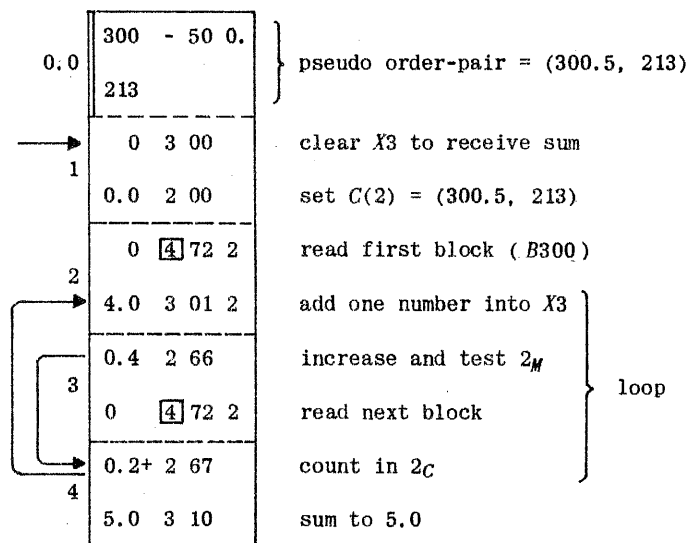 300 - 50 0.
0.0 pseudo order-pair = (300.5, 213)
213
0 3 00 clear X3 to receive sum
1
0.0 2 00 set C(2) = (300.5, 213)
0 4 72 2 read first block (B300)
2
4.0 3 01 2 add one number into X3
0.4 2 66 increase and test 2M
3 loop
0 4 72 2 read next block
0.2+ 2 67 count in 2C
4
5.0 3 10 sum to 5.0